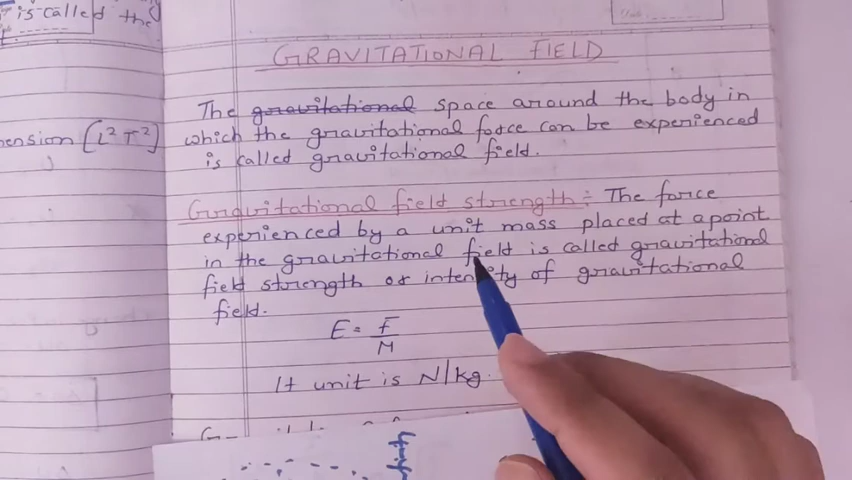 is called the
ension [L² T²]
GRAVITATIONAL FIELD
The gravitational space around the body in
which the gravitational force can be experienced
is called gravitational field.
Gravitational field strength :- The force
experienced by a unit mass placed at a point
in the gravitational field is called gravitational
field strength or intensity of gravitational
field.
E = F/M
It unit is N/kg.